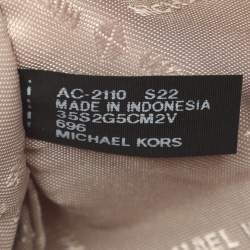 AC-2110 S22
MADE IN INDONESIA
35S2G5CM2V
696
MICHAEL KORS